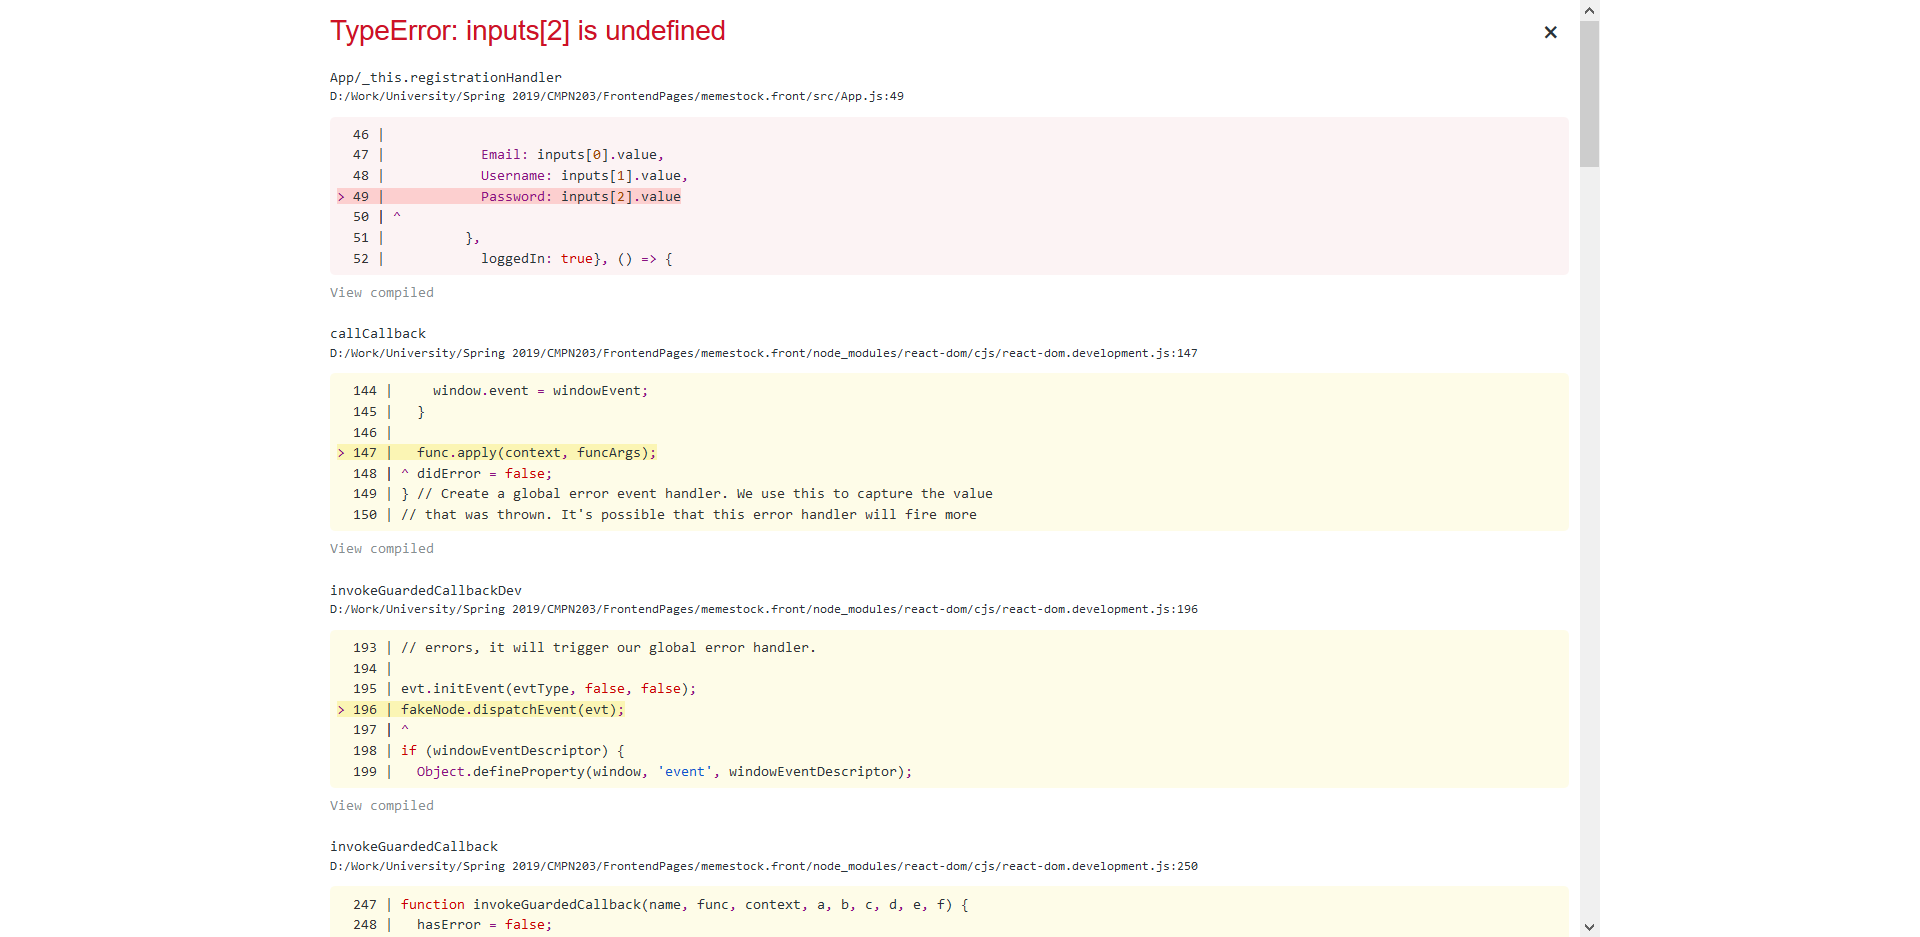 TypeError: inputs[2] is undefined
×
App/_this.registrationHandler
D:/Work/University/Spring 2019/CMPN203/FrontendPages/memestock.front/src/App.js:49
46 |
47 |             Email: inputs[0].value,
48 |             Username: inputs[1].value,
> 49 |             Password: inputs[2].value
50 | ^
51 |           },
52 |             loggedIn: true}, () => {
View compiled
callCallback
D:/Work/University/Spring 2019/CMPN203/FrontendPages/memestock.front/node_modules/react-dom/cjs/react-dom.development.js:147
144 |     window.event = windowEvent;
145 |   }
146 |
> 147 |   func.apply(context, funcArgs);
148 | ^ didError = false;
149 | } // Create a global error event handler. We use this to capture the value
150 | // that was thrown. It's possible that this error handler will fire more
View compiled
invokeGuardedCallbackDev
D:/Work/University/Spring 2019/CMPN203/FrontendPages/memestock.front/node_modules/react-dom/cjs/react-dom.development.js:196
193 | // errors, it will trigger our global error handler.
194 |
195 | evt.initEvent(evtType, false, false);
> 196 | fakeNode.dispatchEvent(evt);
197 | ^
198 | if (windowEventDescriptor) {
199 |   Object.defineProperty(window, 'event', windowEventDescriptor);
View compiled
invokeGuardedCallback
D:/Work/University/Spring 2019/CMPN203/FrontendPages/memestock.front/node_modules/react-dom/cjs/react-dom.development.js:250
247 | function invokeGuardedCallback(name, func, context, a, b, c, d, e, f) {
248 |   hasError = false;